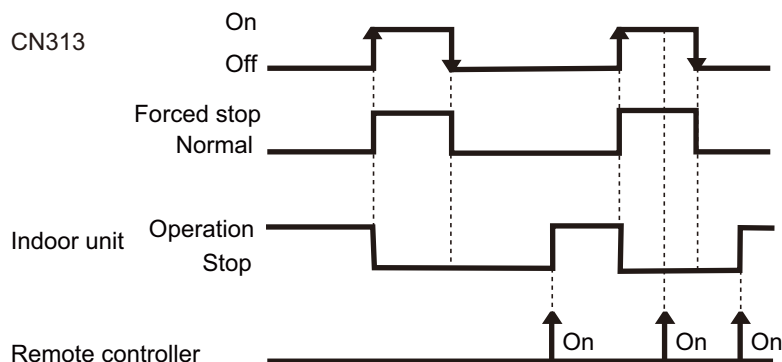 On
CN313
Off
Forced stop
Normal
Operation
Indoor unit
Stop
On
On
On
Remote controller